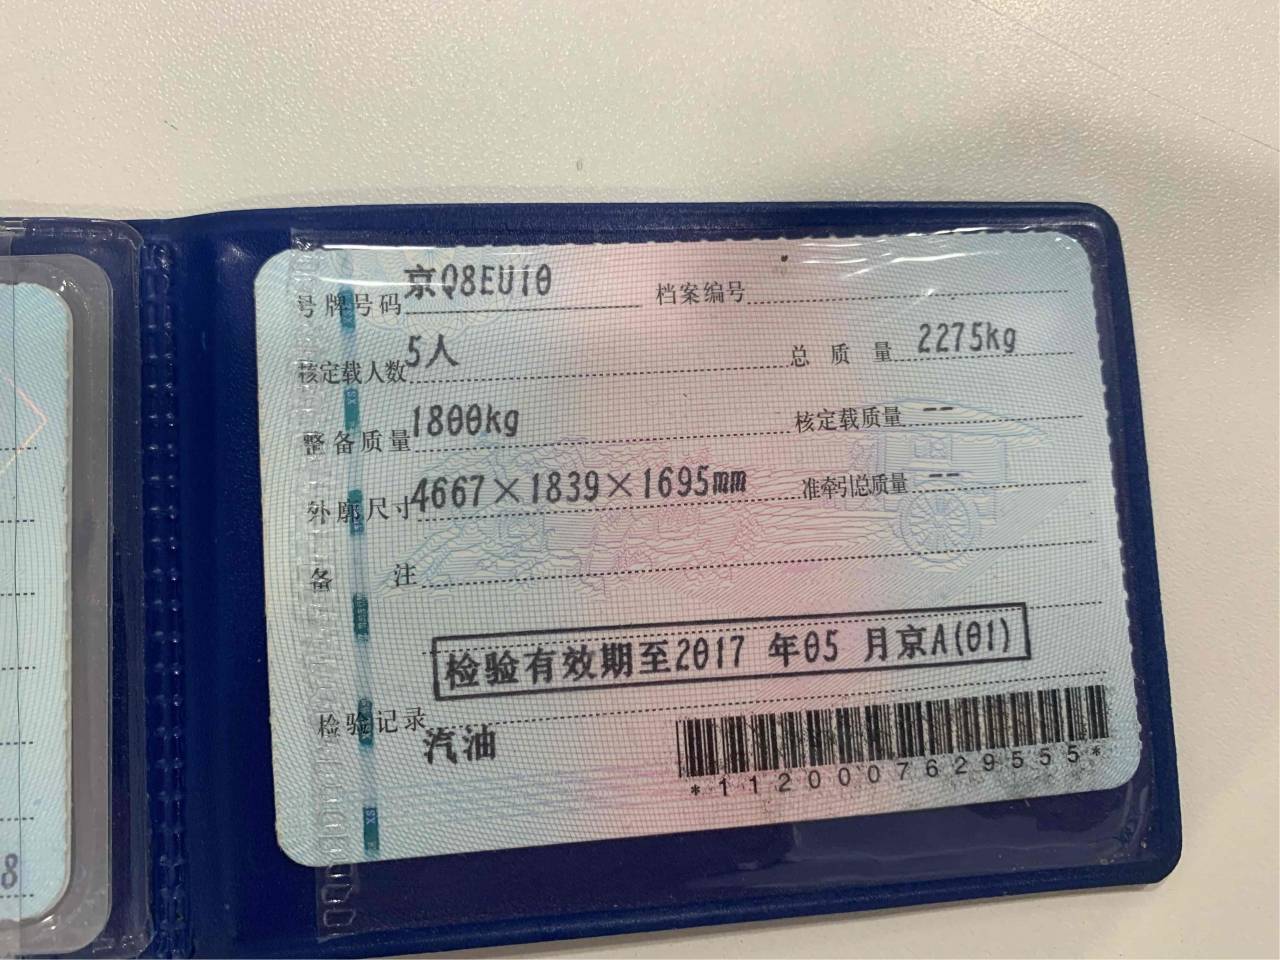 号牌号码 京Q8EU10 档案编号
核定载人数 5人 总质量 2275kg
整备质量 1800kg 核定载质量 --
外廓尺寸 4667×1839×1695mm 准牵引总质量 --
备注
检验有效期至2017 年05 月京A(01)
检验记录
汽油
*1120007629555*
8